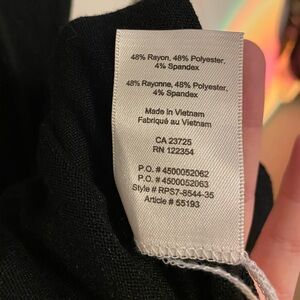 48% Rayon, 48% Polyester,
4% Spandex
48% Rayonne, 48% Polyester,
4% Spandex
Made in Vietnam
Fabriqué au Vietnam
CA 23725
RN 122354
P.O. # 4500052062
P.O. # 4500052063
Style # RPS7-8544-35
Article # 55193